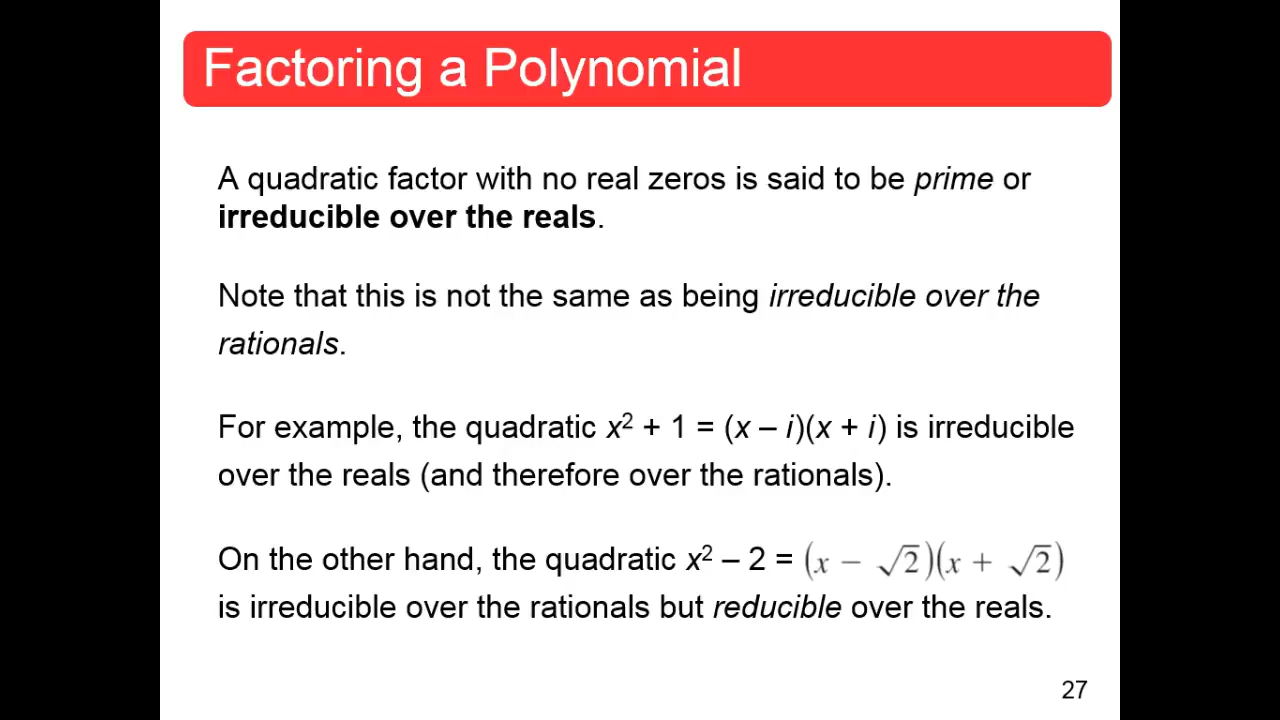 Factoring a Polynomial
A quadratic factor with no real zeros is said to be prime or
irreducible over the reals.
Note that this is not the same as being irreducible over the
rationals.
For example, the quadratic x² + 1 = (x – i)(x + i) is irreducible
over the reals (and therefore over the rationals).
On the other hand, the quadratic x² – 2 = (x − √2)(x + √2)
is irreducible over the rationals but reducible over the reals.
27